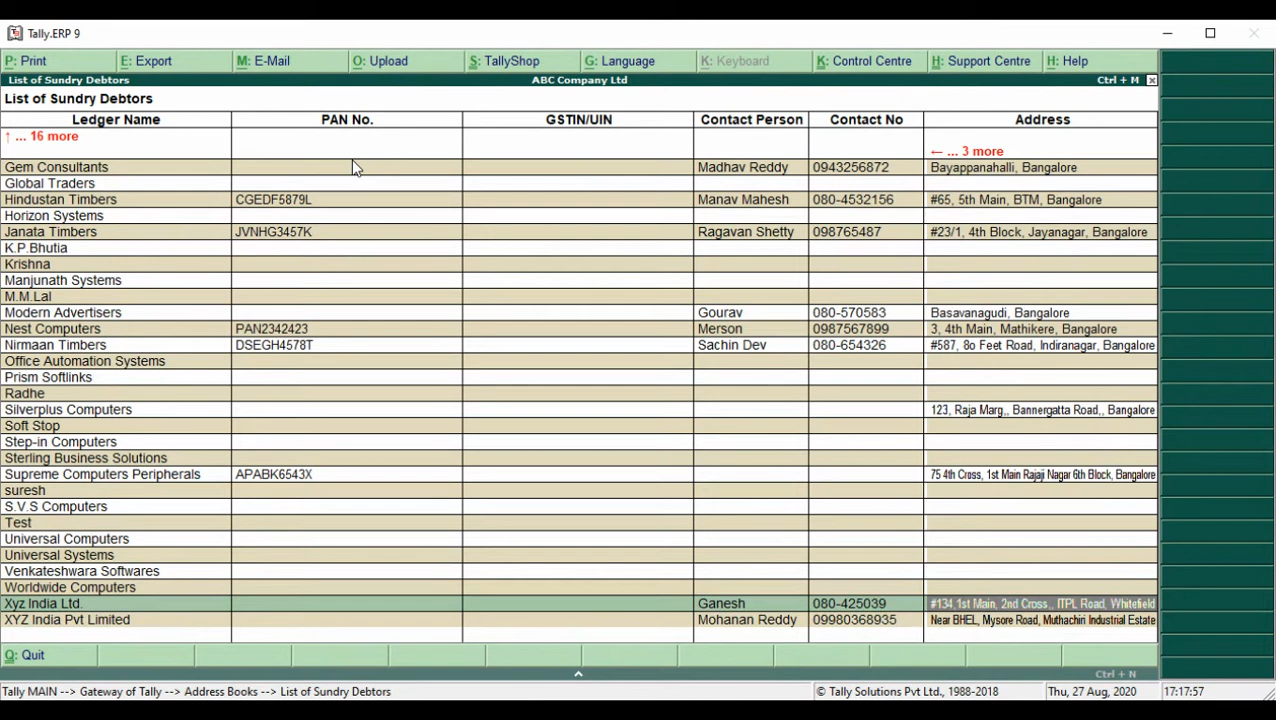 Tally.ERP 9
P: Print E: Export M: E-Mail O: Upload S: TallyShop G: Language K: Keyboard K: Control Centre H: Support Centre H: Help
List of Sundry Debtors ABC Company Ltd Ctrl + M
List of Sundry Debtors
Ledger Name PAN No. GSTIN/UIN Contact Person Contact No Address
↑ ... 16 more
← ... 3 more
Gem Consultants Madhav Reddy 0943256872 Bayappanahalli, Bangalore
Global Traders
Hindustan Timbers CGEDF5879L Manav Mahesh 080-4532156 #65, 5th Main, BTM, Bangalore
Horizon Systems
Janata Timbers JVNHG3457K Ragavan Shetty 098765487 #23/1, 4th Block, Jayanagar, Bangalore
K.P.Bhutia
Krishna
Manjunath Systems
M.M.Lal
Modern Advertisers Gourav 080-570583 Basavanagudi, Bangalore
Nest Computers PAN2342423 Merson 0987567899 3, 4th Main, Mathikere, Bangalore
Nirmaan Timbers DSEGH4578T Sachin Dev 080-654326 #587, 8o Feet Road, Indiranagar, Bangalore
Office Automation Systems
Prism Softlinks
Radhe
Silverplus Computers 123, Raja Marg,, Bannergatta Road,, Bangalore
Soft Stop
Step-in Computers
Sterling Business Solutions
Supreme Computers Peripherals APABK6543X 75 4th Cross, 1st Main Rajaji Nagar 6th Block, Bangalore
suresh
S.V.S Computers
Test
Universal Computers
Universal Systems
Venkateshwara Softwares
Worldwide Computers
Xyz India Ltd. Ganesh 080-425039 #134,1st Main, 2nd Cross,, ITPL Road, Whitefield
XYZ India Pvt Limited Mohanan Reddy 09980368935 Near BHEL, Mysore Road, Muthachiri Industrial Estate
Q: Quit
Ctrl + N
Tally MAIN --> Gateway of Tally --> Address Books --> List of Sundry Debtors © Tally Solutions Pvt Ltd., 1988-2018 Thu, 27 Aug, 2020 17:17:57